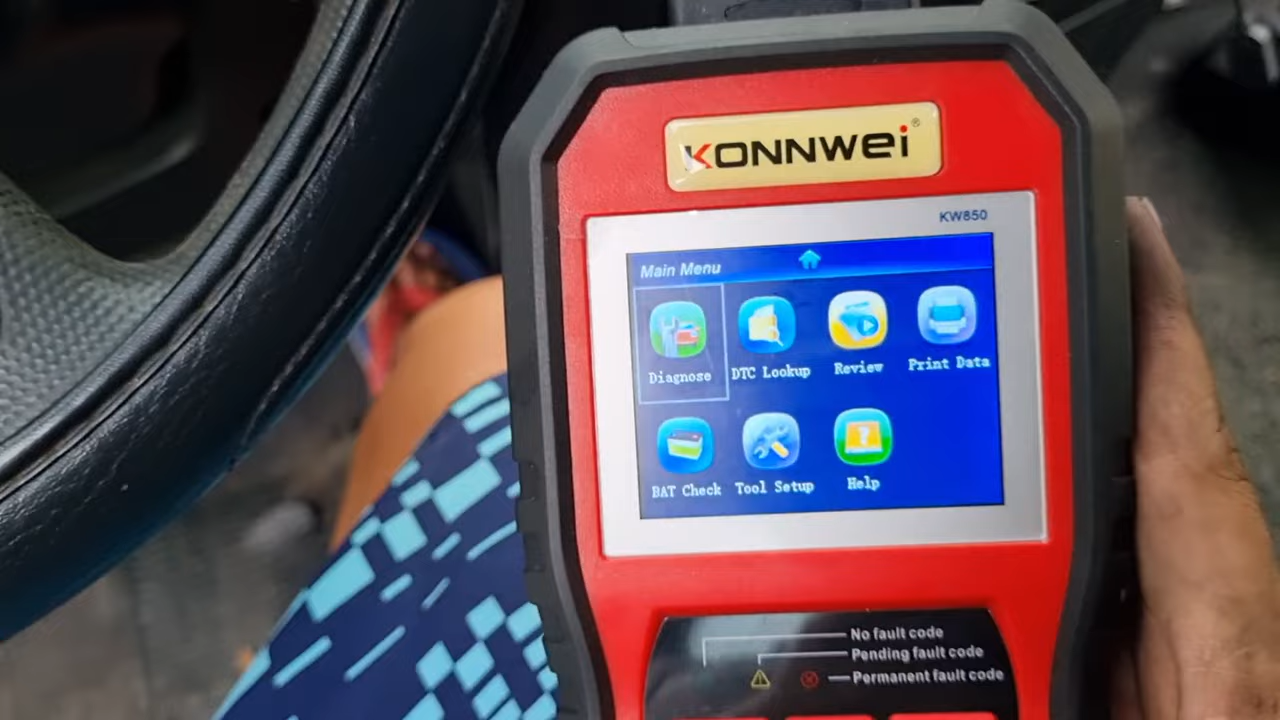 KONNWEI®
KW850
Main Menu
Diagnose DTC Lookup Review Print Data
BAT Check Tool Setup Help
No fault code
Pending fault code
Permanent fault code